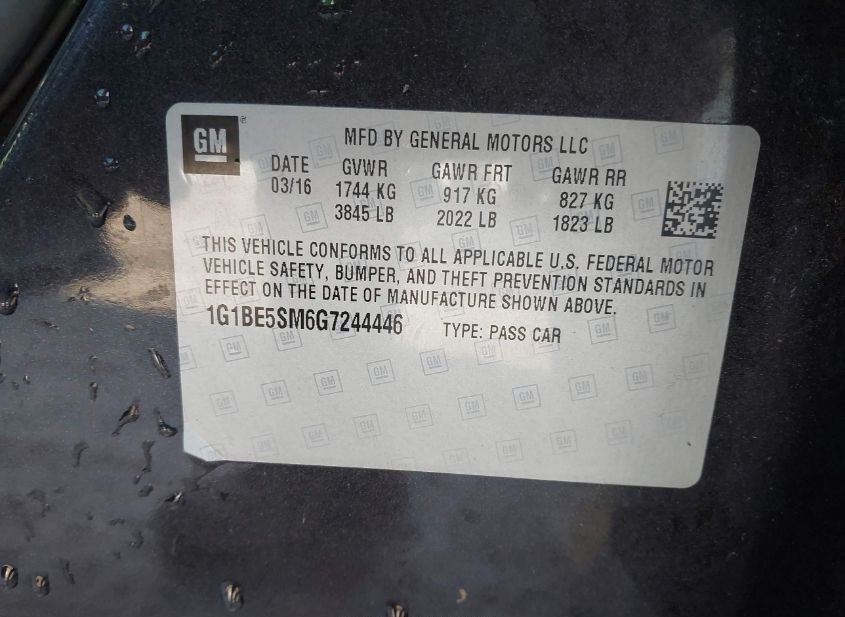 GM ®
MFD BY GENERAL MOTORS LLC
DATE GVWR GAWR FRT GAWR RR
03/16 1744 KG 917 KG 827 KG
3845 LB 2022 LB 1823 LB
THIS VEHICLE CONFORMS TO ALL APPLICABLE U.S. FEDERAL MOTOR
VEHICLE SAFETY, BUMPER, AND THEFT PREVENTION STANDARDS IN
EFFECT ON THE DATE OF MANUFACTURE SHOWN ABOVE.
1G1BE5SM6G7244446 TYPE: PASS CAR